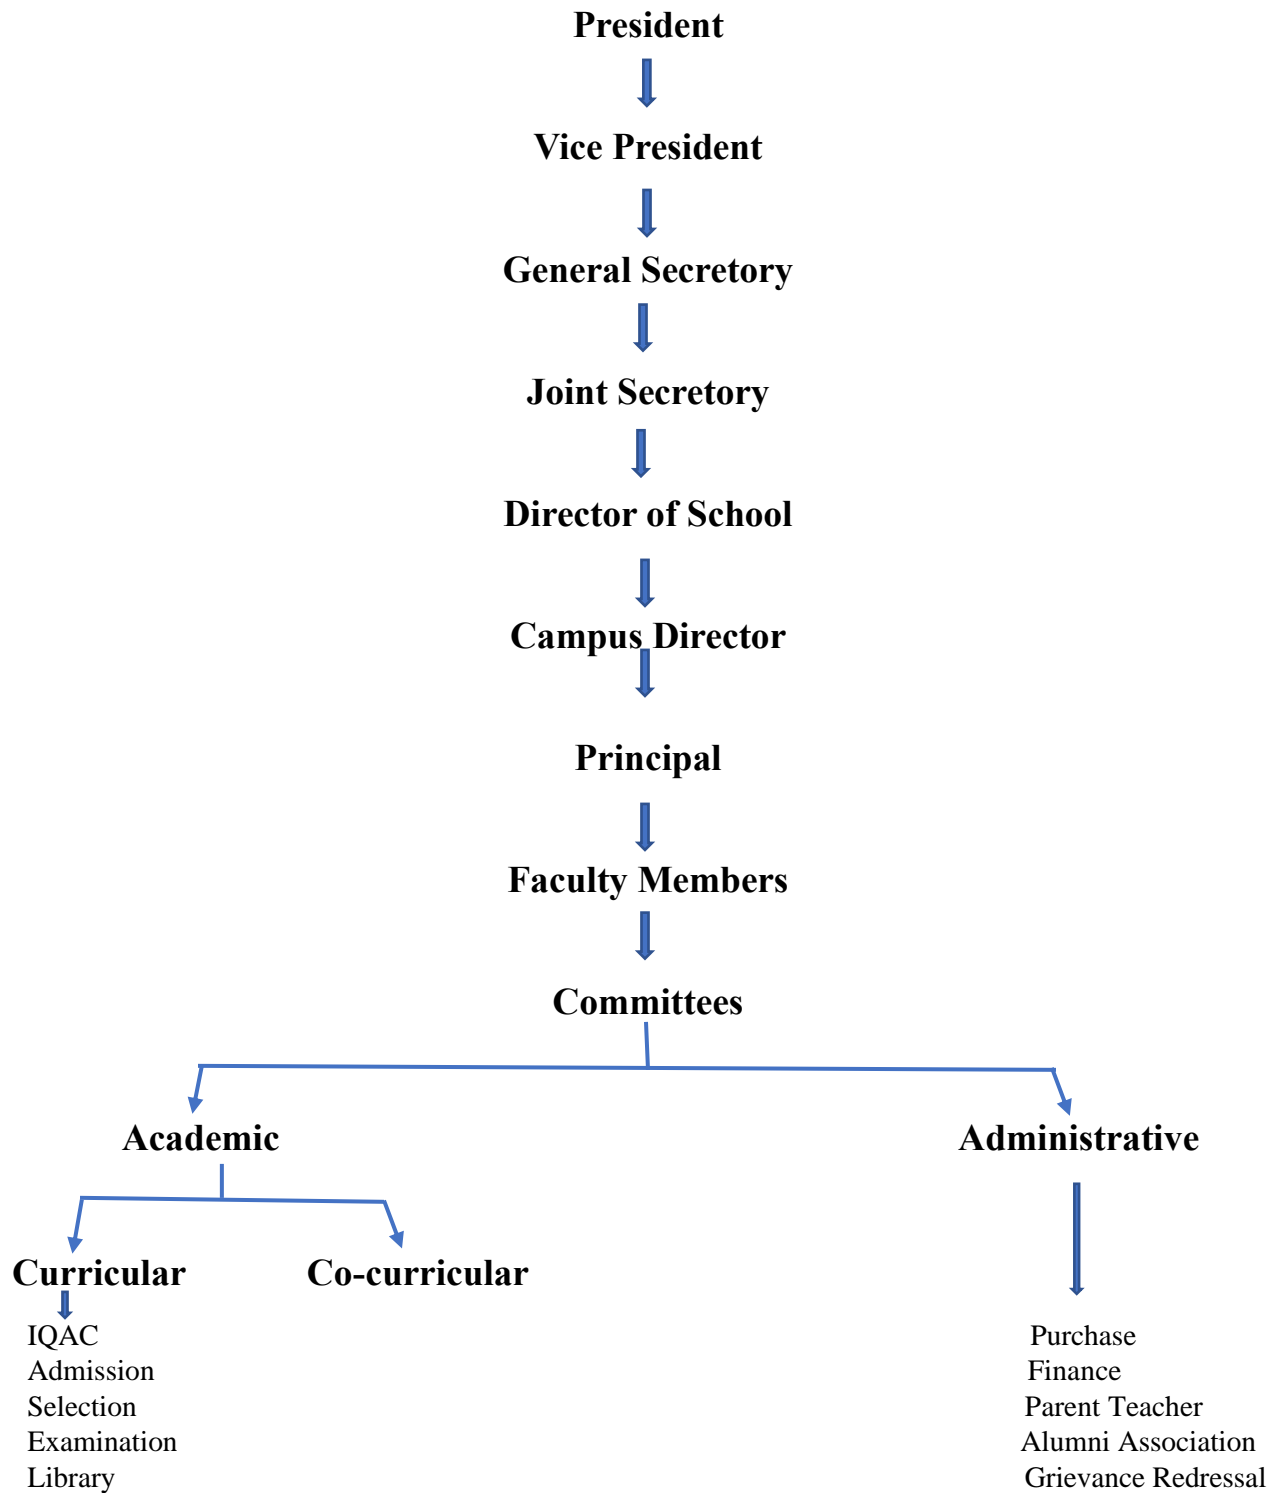 President
Vice President
General Secretory
Joint Secretory
Director of School
Campus Director
Principal
Faculty Members
Committees
Academic
Administrative
Curricular
Co-curricular
IQAC
Admission
Selection
Examination
Library
Purchase
Finance
Parent Teacher
Alumni Association
Grievance Redressal